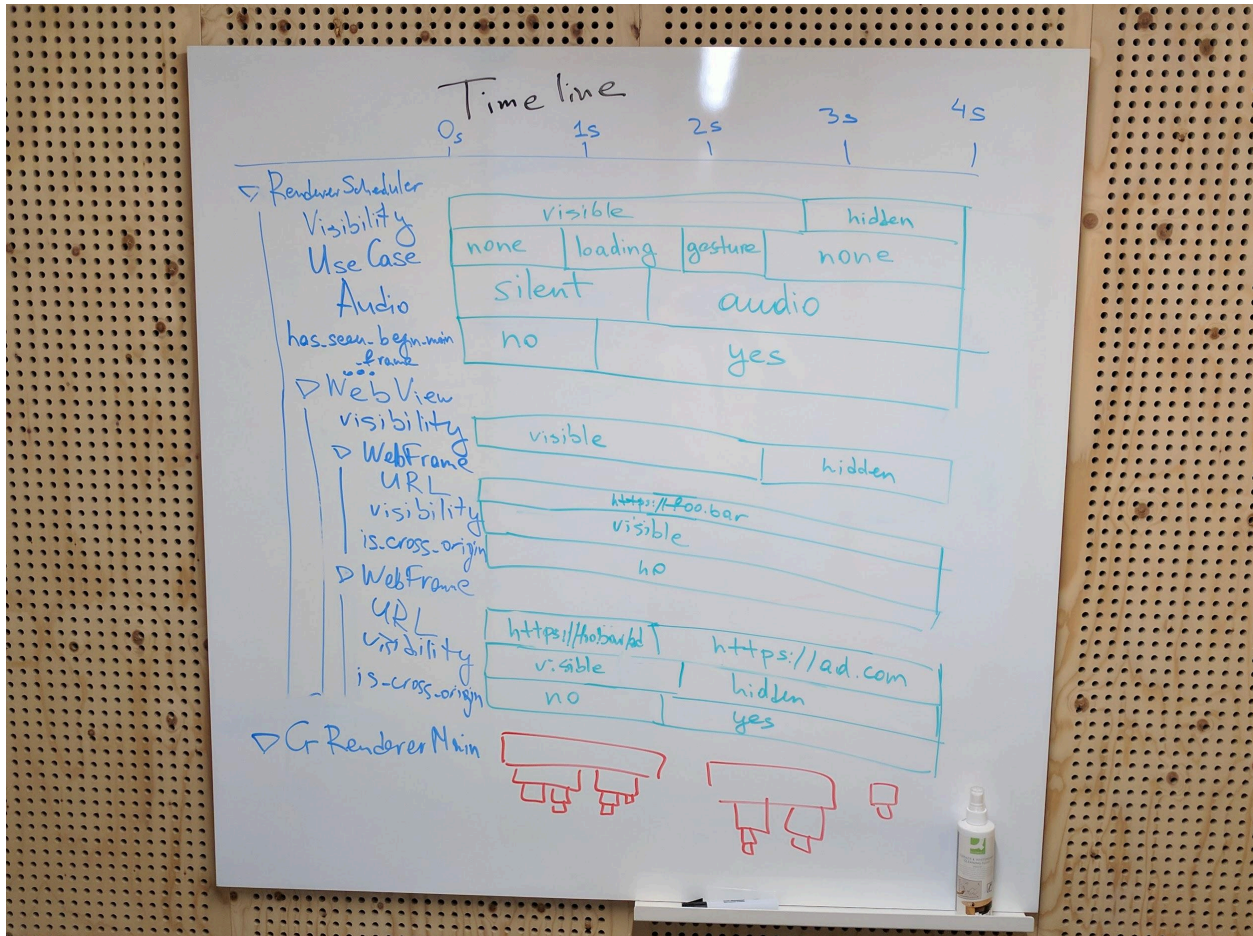 Timeline
0s 1s 2s 3s 4s
▽ RendererScheduler
Visibility visible hidden
Use Case none loading gesture none
Audio silent audio
has_seen_begin_main no yes
_frame
...
▽ WebView
visibility visible hidden
▽ WebFrame
URL https://foo.bar
visibility visible
is_cross_origin no
▽ WebFrame
URL https://foo.bar/ad https://ad.com
visibility visible hidden
is_cross_origin no yes
▽ CrRendererMain